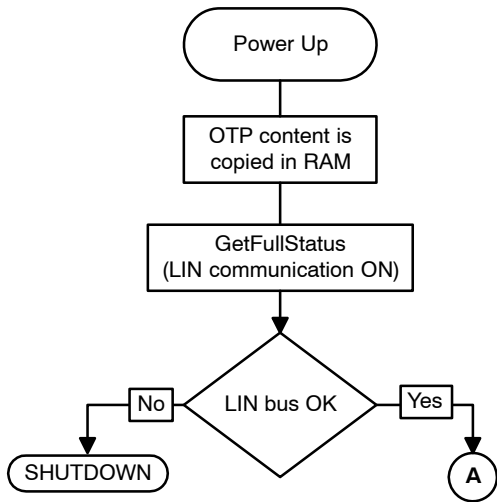 Power Up
OTP content is
copied in RAM
GetFullStatus
(LIN communication ON)
No
LIN bus OK
Yes
SHUTDOWN
A